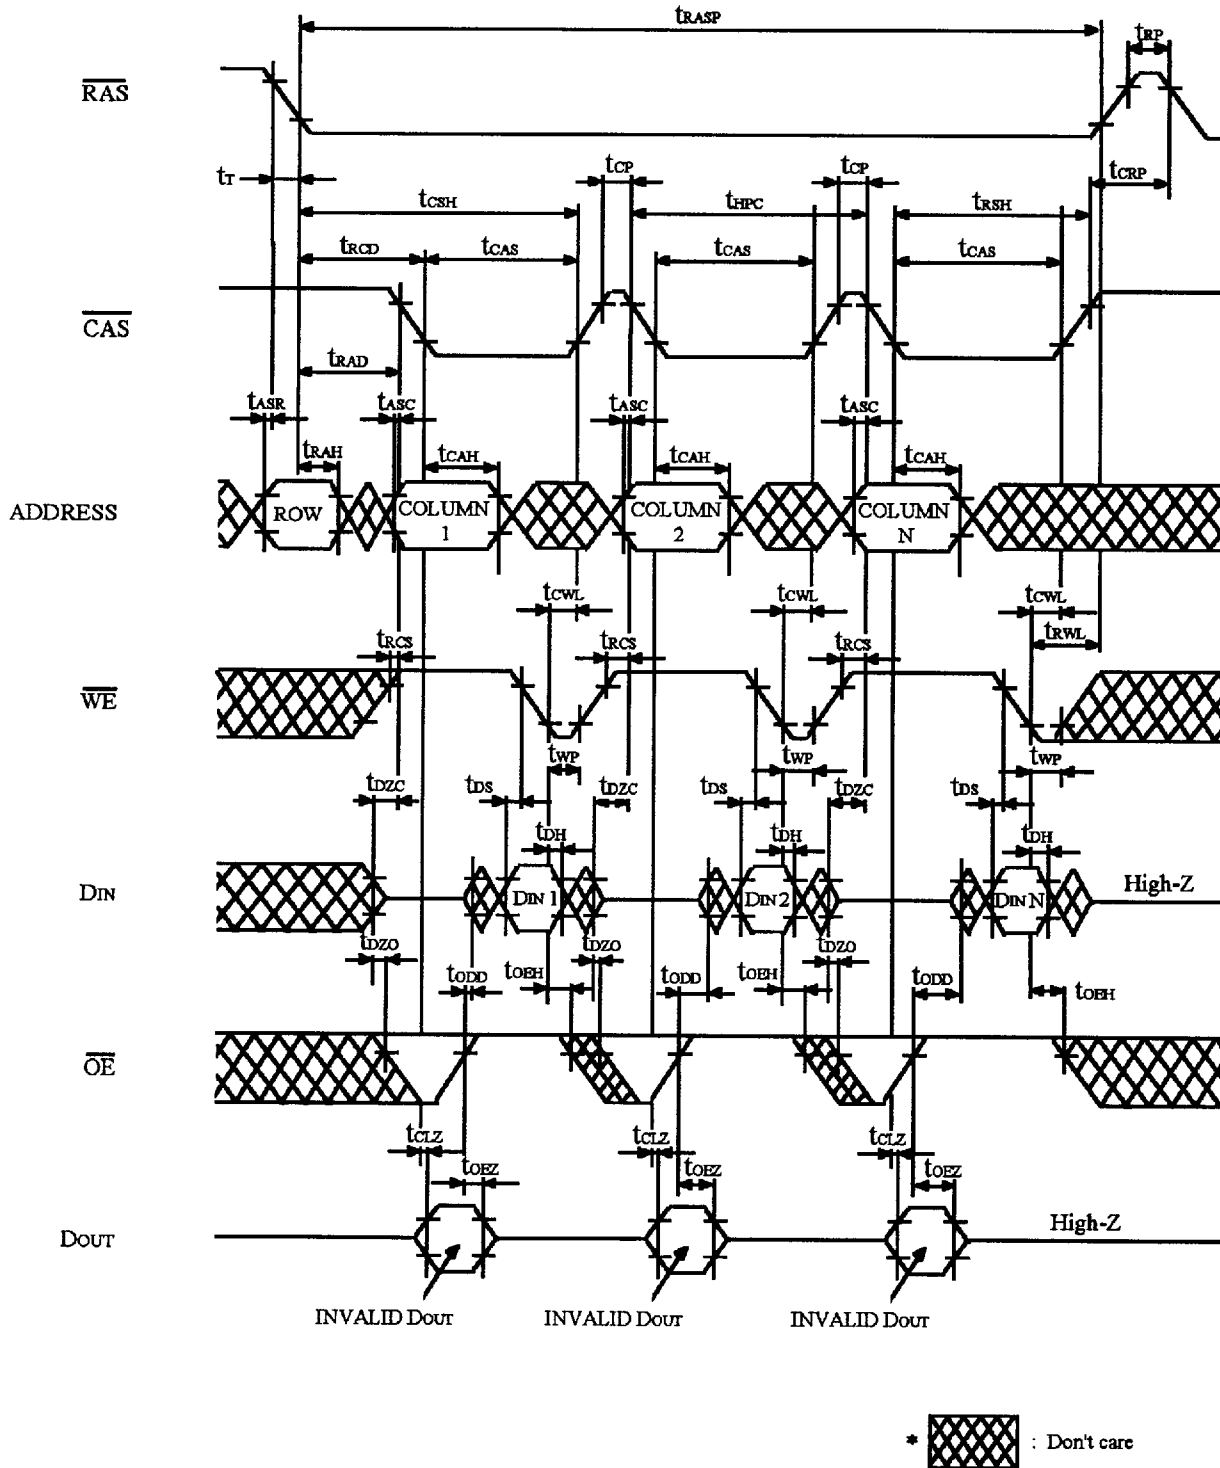 tRASP
tRP
RAS
tT
tCP
tCP
tCRP
tCSH
tHPC
tRSH
tRCD
tCAS
tCAS
tCAS
CAS
tRAD
tASR
tASC
tASC
tASC
tRAH
tCAH
tCAH
tCAH
ADDRESS
ROW
COLUMN
1
COLUMN
2
COLUMN
N
tCWL
tCWL
tCWL
tRCS
tRCS
tRCS
tRWL
WE
tWP
tWP
tWP
tDZC
tDS
tDZC
tDS
tDZC
tDS
tDH
tDH
tDH
DIN
DIN 1
DIN 2
DIN N
High-Z
tDZO
tODD
tOEH
tDZO
tODD
tOEH
tDZO
tODD
tOEH
OE
tCLZ
tCLZ
tCLZ
tOEZ
tOEZ
tOEZ
DOUT
High-Z
INVALID DOUT
INVALID DOUT
INVALID DOUT
* : Don't care